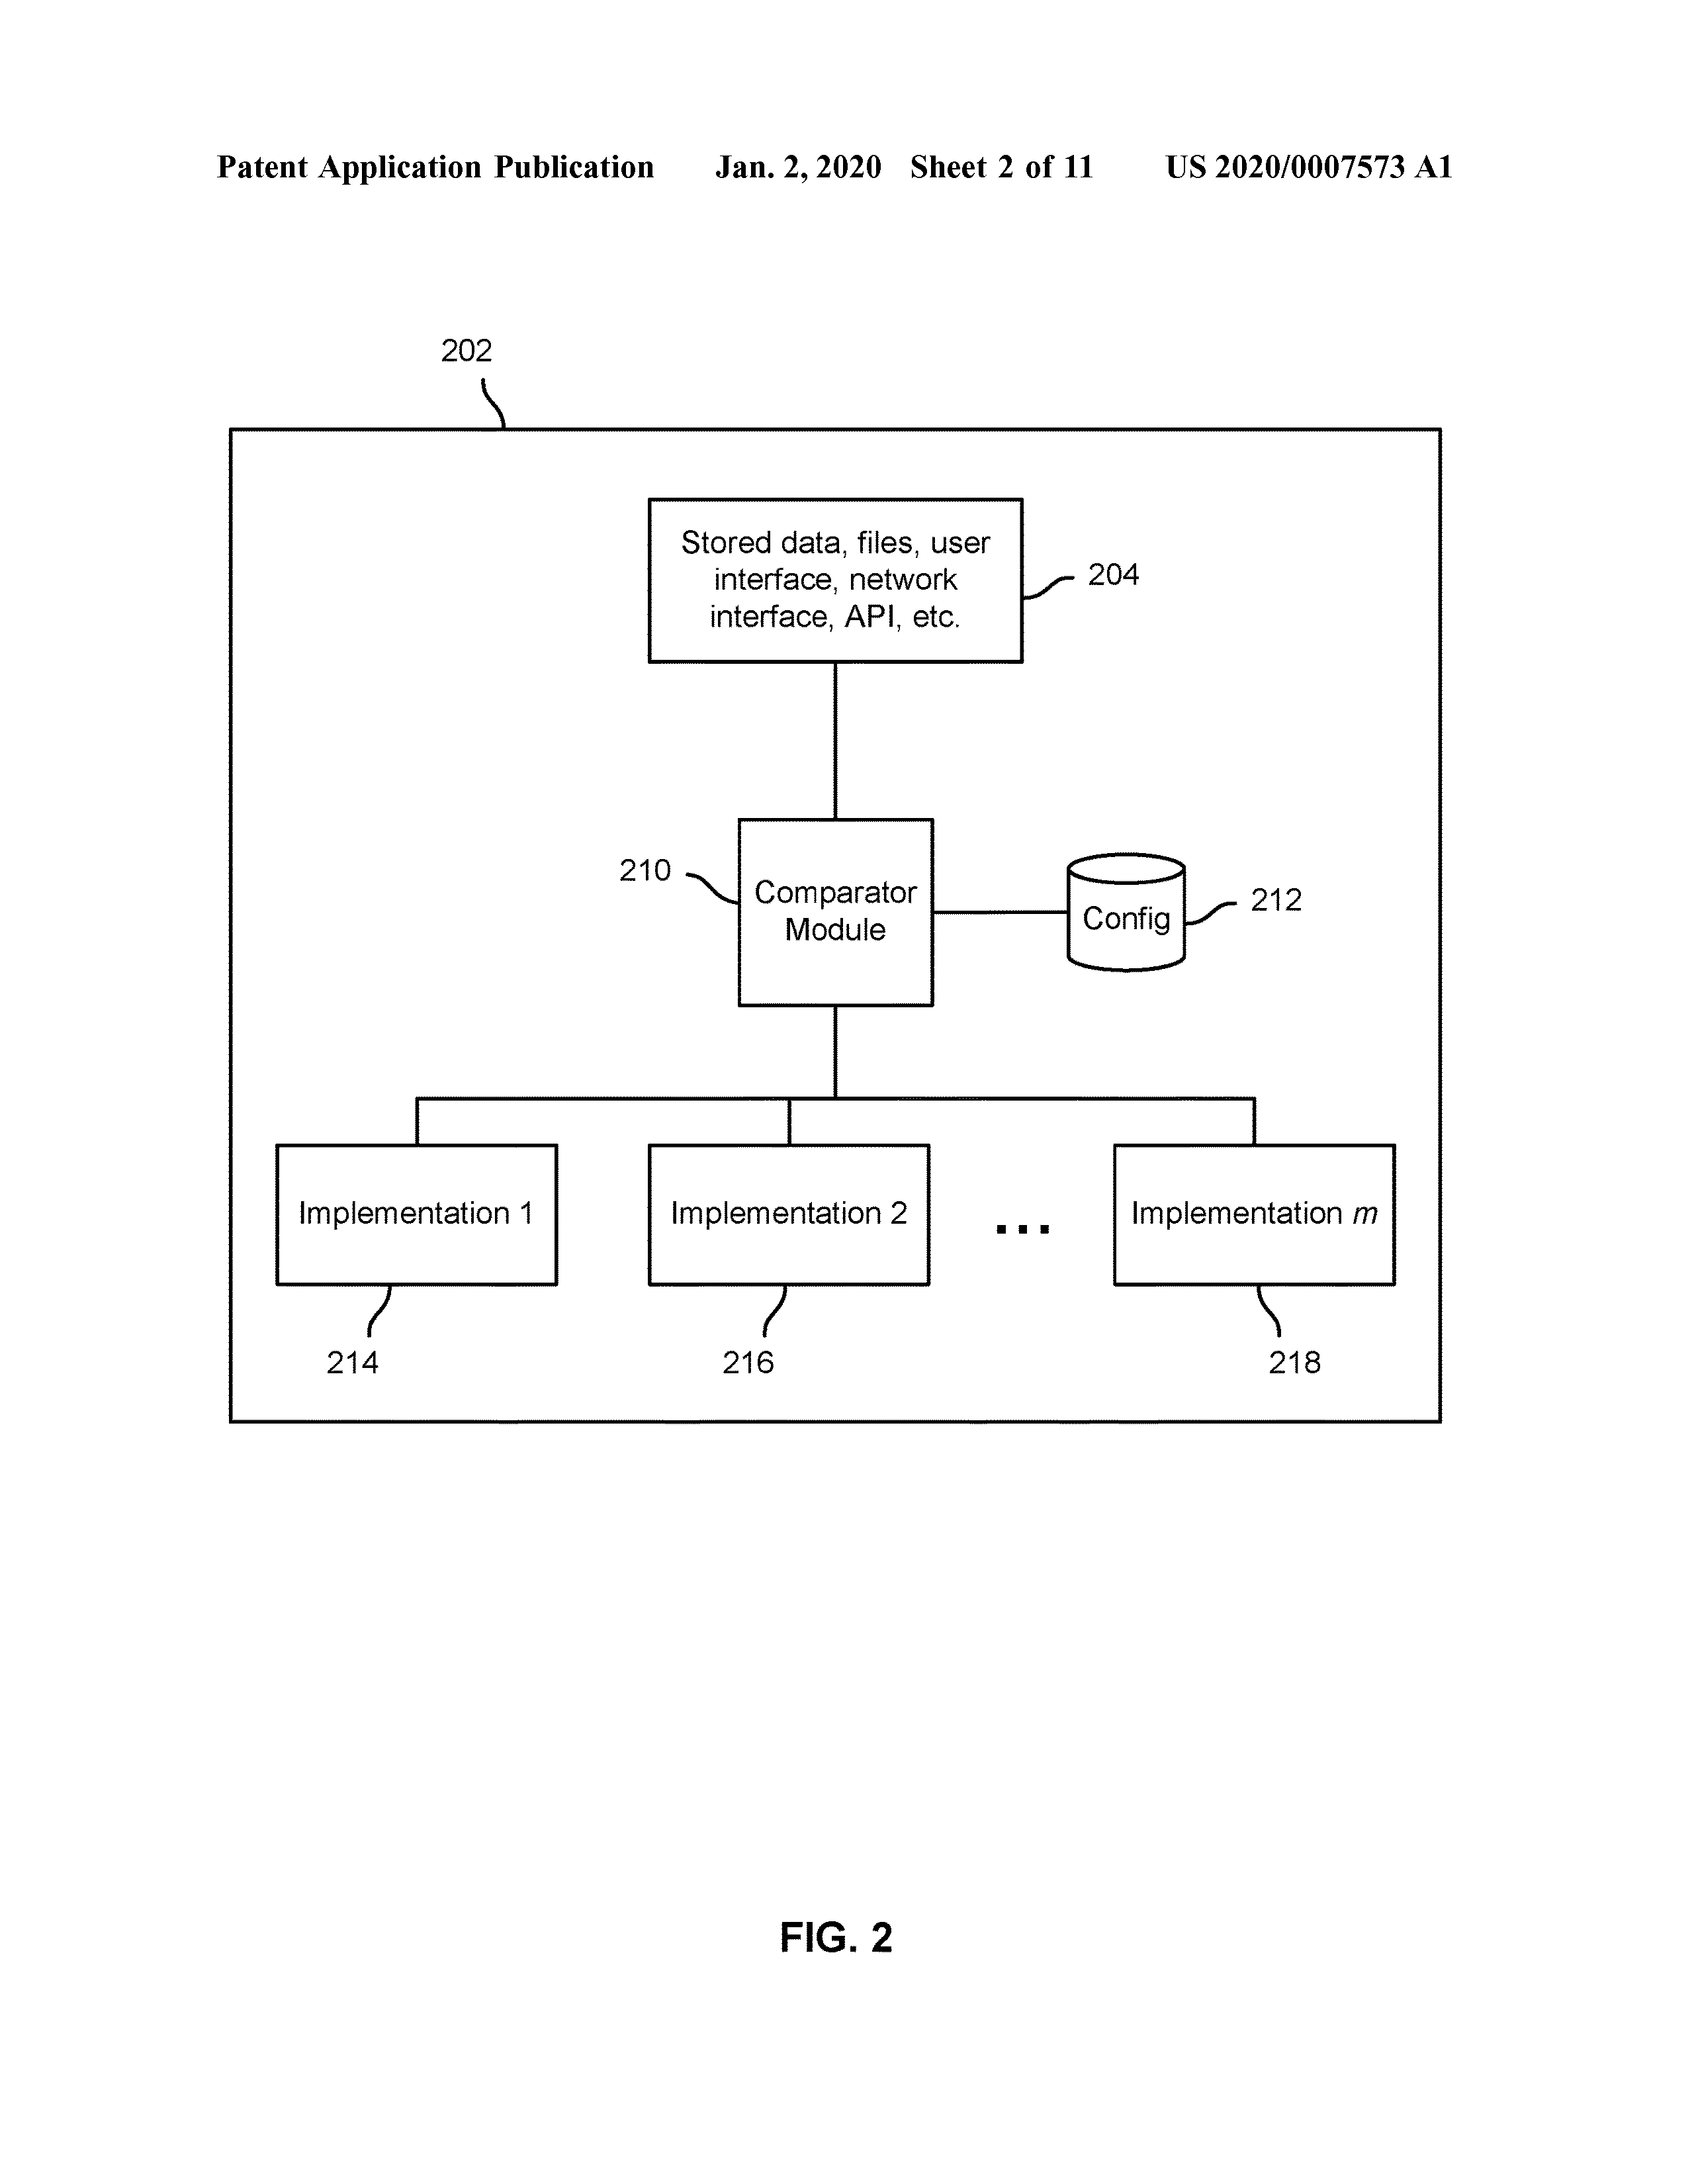 Patent Application Publication Jan. 2, 2020 Sheet 2 of 11 US 2020/0007573 A1
202
Stored data, files, user
interface, network
interface, API, etc.
204
210
Comparator
Module
Config
212
Implementation 1
Implementation 2
...
Implementation m
214
216
218
FIG. 2